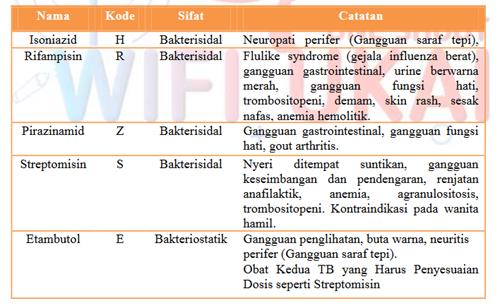 Nama Kode Sifat Catatan
Isoniazid H Bakterisidal Neuropati perifer (Gangguan saraf tepi),
Rifampisin R Bakterisidal Flulike syndrome (gejala influenza berat),
gangguan gastrointestinal, urine berwarna
merah, gangguan fungsi hati,
trombositopeni, demam, skin rash, sesak
nafas, anemia hemolitik.
Pirazinamid Z Bakterisidal Gangguan gastrointestinal, gangguan fungsi
hati, gout arthritis.
Streptomisin S Bakterisidal Nyeri ditempat suntikan, gangguan
keseimbangan dan pendengaran, renjatan
anafilaktik, anemia, agranulositosis,
trombositopeni. Kontraindikasi pada wanita
hamil.
Etambutol E Bakteriostatik Gangguan penglihatan, buta warna, neuritis
perifer (Gangguan saraf tepi).
Obat Kedua TB yang Harus Penyesuaian
Dosis seperti Streptomisin